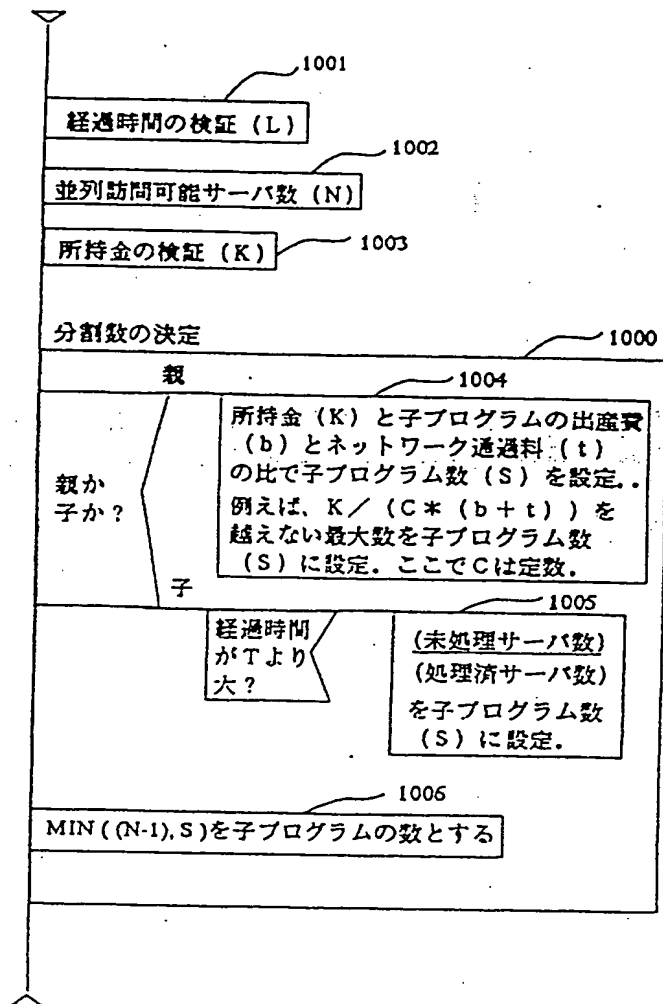 1001
経過時間の検証 (L)
1002
並列訪問可能サーバ数 (N)
所持金の検証 (K)
1003
分割数の決定
1000
親
1004
所持金 (K) と子プログラムの出産費
(b) とネットワーク通過料 (t)
の比で子プログラム数 (S) を設定.
例えば、K/(C*(b+t))を
越えない最大数を子プログラム数
(S) に設定. ここでCは定数.
親か
子か?
子
1005
経過時間
がTより
大?
(未処理サーバ数)
(処理済サーバ数)
を子プログラム数
(S) に設定.
1006
MIN((N-1),S)を子プログラムの数とする